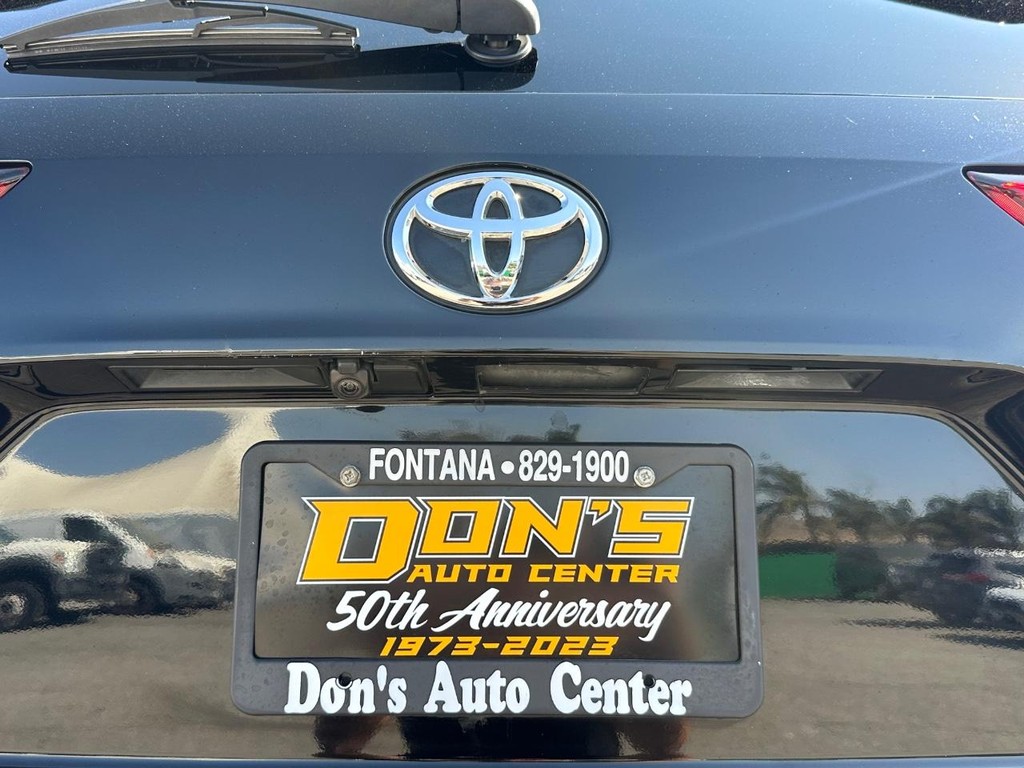 FONTANA • 829-1900
DON'S
AUTO CENTER
50th Anniversary
1973-2023
Don's Auto Center